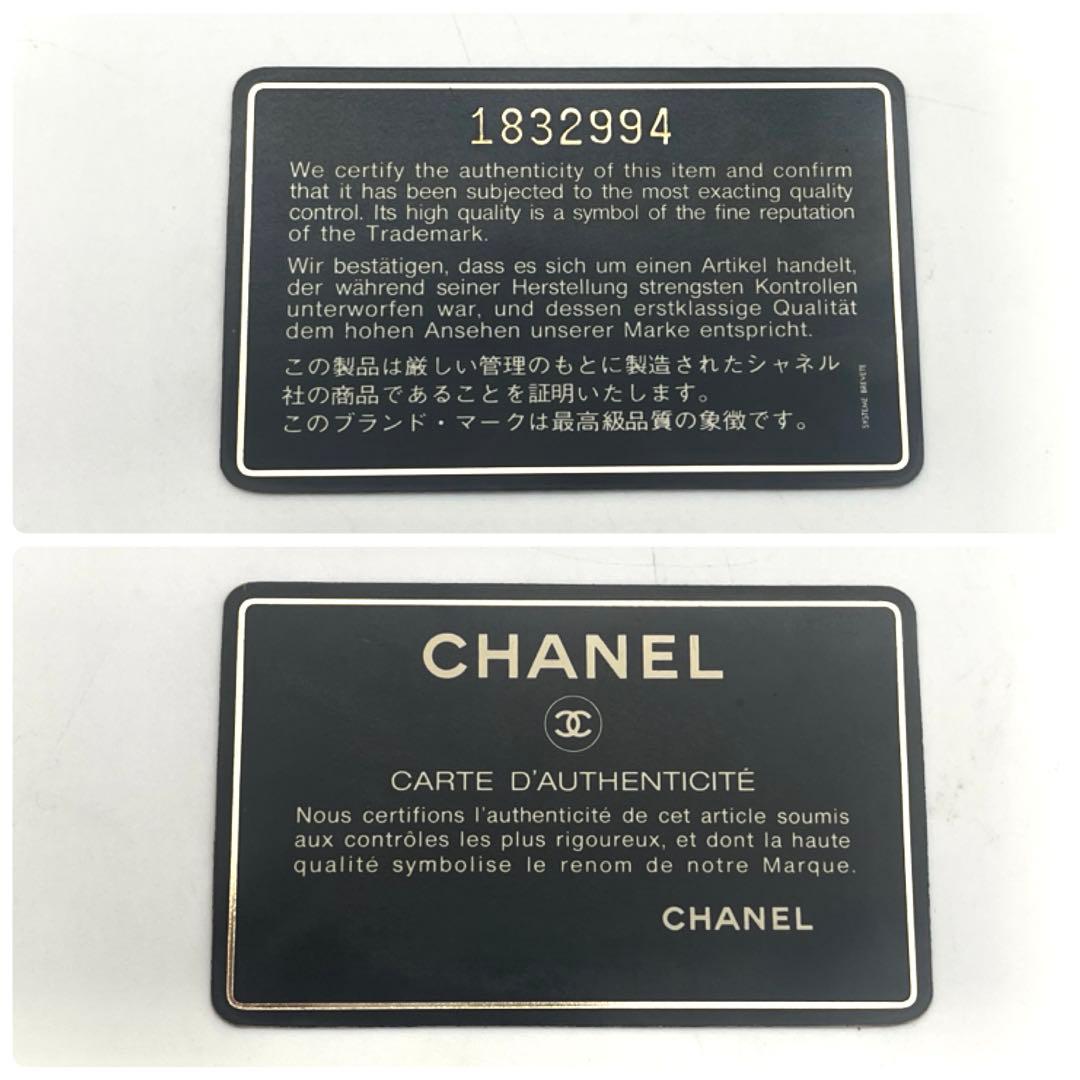 1832994
We certify the authenticity of this item and confirm
that it has been subjected to the most exacting quality
control. Its high quality is a symbol of the fine reputation
of the Trademark.
Wir bestätigen, dass es sich um einen Artikel handelt,
der während seiner Herstellung strengsten Kontrollen
unterworfen war, und dessen erstklassige Qualität
dem hohen Ansehen unserer Marke entspricht.
この製品は厳しい管理のもとに製造されたシャネル
社の商品であることを証明いたします。
このブランド・マークは最高級品質の象徴です。
SYSTEME BREVETE
CHANEL
CARTE D'AUTHENTICITÉ
Nous certifions l'authenticité de cet article soumis
aux contrôles les plus rigoureux, et dont la haute
qualité symbolise le renom de notre Marque.
CHANEL